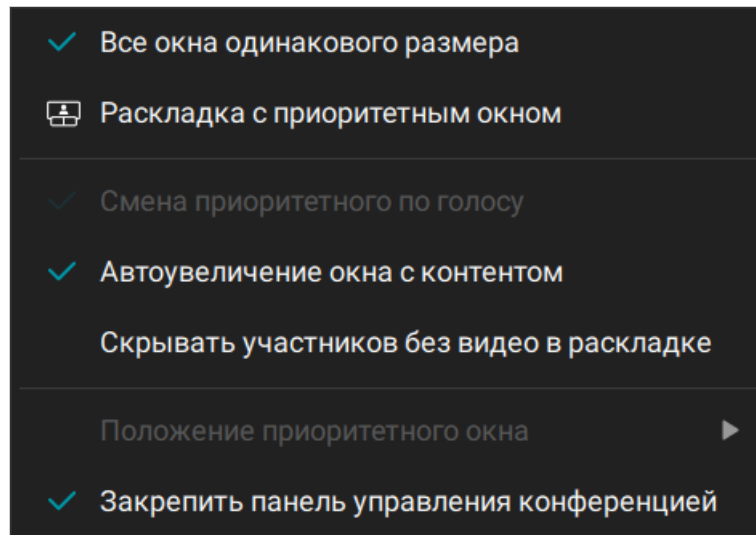 Все окна одинакового размера
Раскладка с приоритетным окном
Смена приоритетного по голосу
Автоувеличение окна с контентом
Скрывать участников без видео в раскладке
Положение приоритетного окна
Закрепить панель управления конференцией